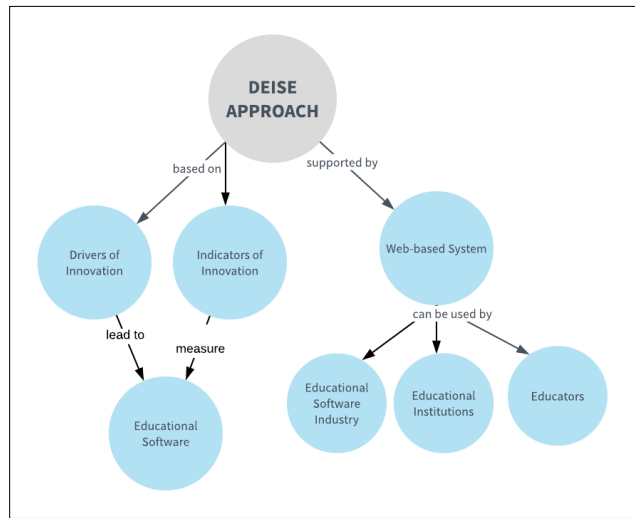 DEISE
APPROACH
based on
supported by
Drivers of
Innovation
Indicators of
Innovation
Web-based System
lead to
measure
can be used by
Educational
Software
Educational
Software
Industry
Educational
Institutions
Educators